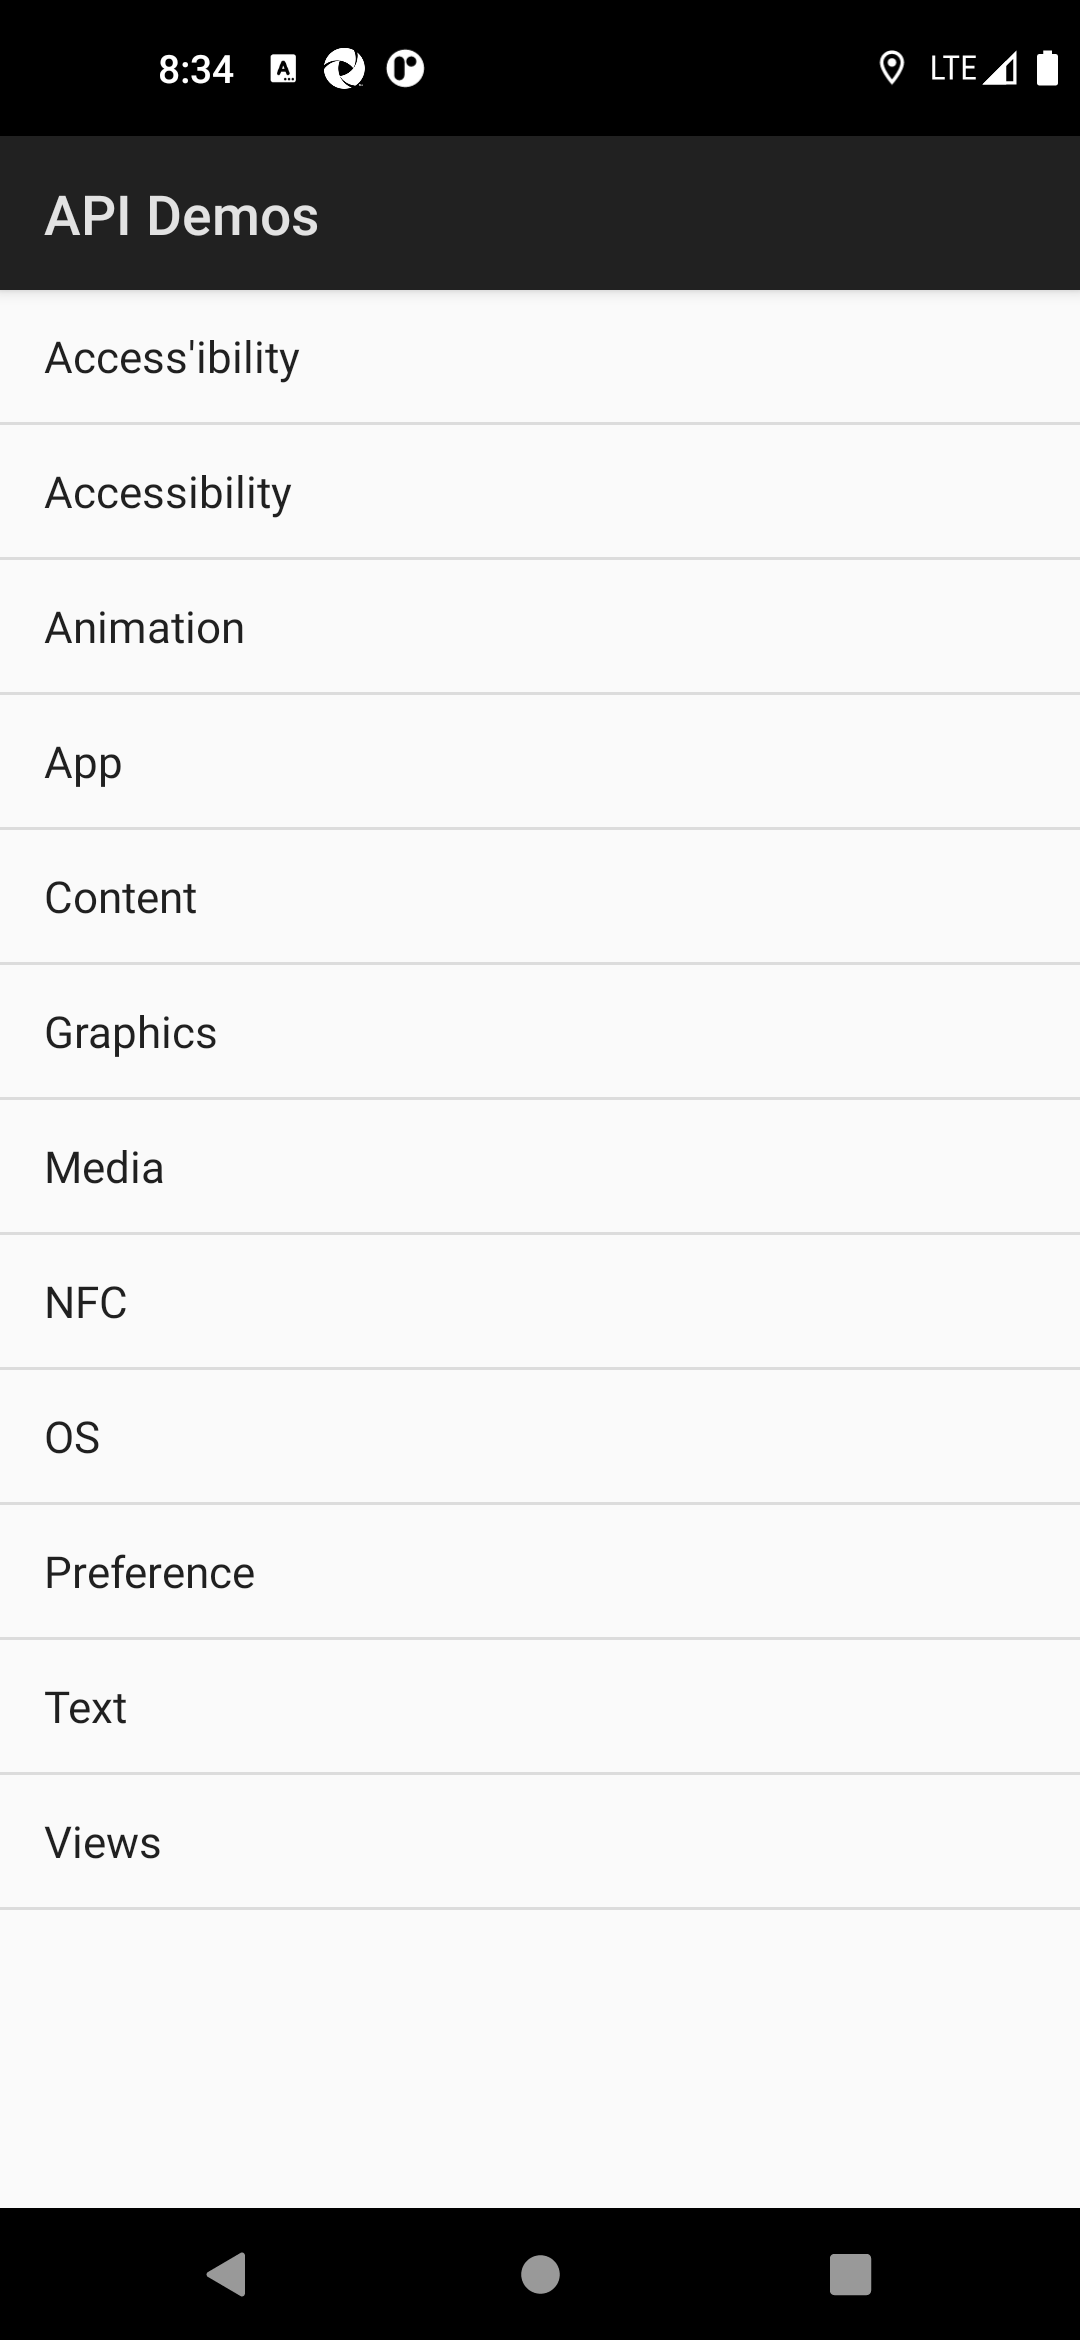 8:34 LTE
API Demos
Access'ibility
Accessibility
Animation
App
Content
Graphics
Media
NFC
OS
Preference
Text
Views